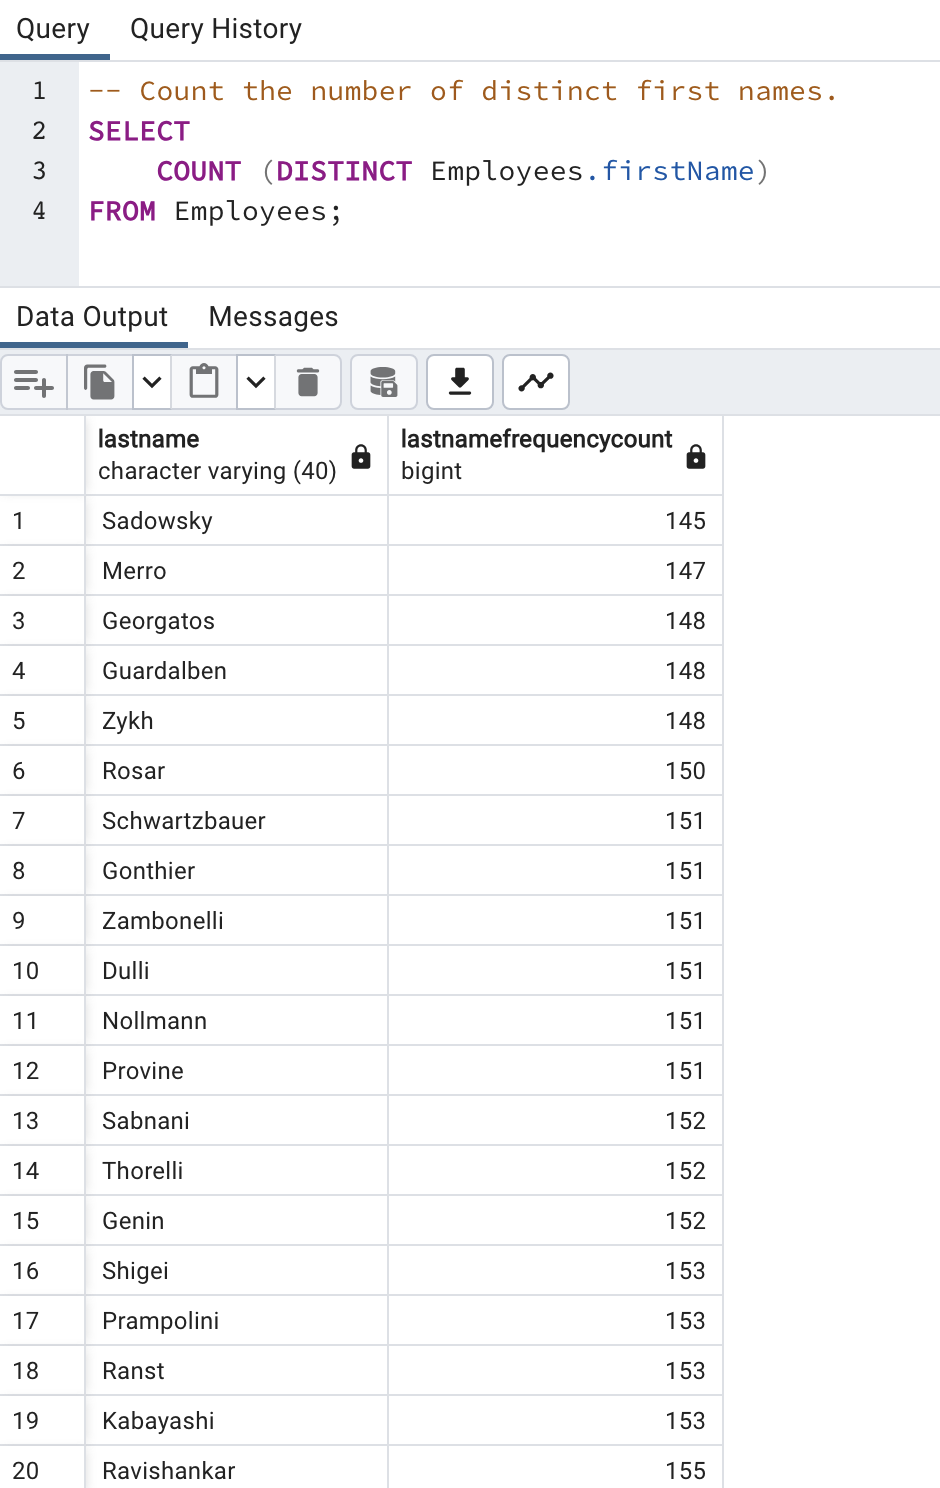 Query Query History
1 -- Count the number of distinct first names.
2 SELECT
3 COUNT (DISTINCT Employees.firstName)
4 FROM Employees;
Data Output Messages
lastname lastnamefrequencycount
character varying (40) bigint
1 Sadowsky 145
2 Merro 147
3 Georgatos 148
4 Guardalben 148
5 Zykh 148
6 Rosar 150
7 Schwartzbauer 151
8 Gonthier 151
9 Zambonelli 151
10 Dulli 151
11 Nollmann 151
12 Provine 151
13 Sabnani 152
14 Thorelli 152
15 Genin 152
16 Shigei 153
17 Prampolini 153
18 Ranst 153
19 Kabayashi 153
20 Ravishankar 155